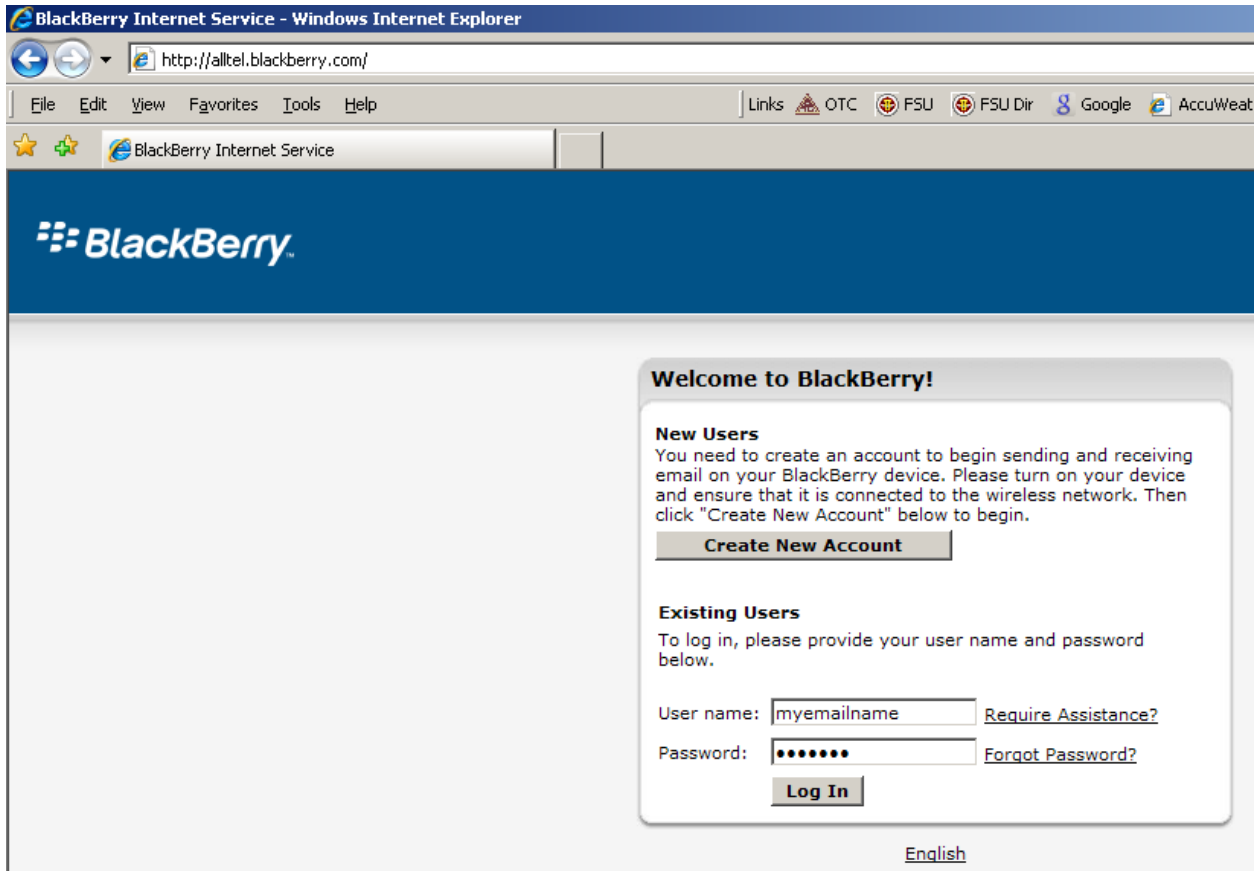 BlackBerry Internet Service - Windows Internet Explorer
http://alltel.blackberry.com/
File Edit View Favorites Tools Help Links OTC FSU FSU Dir Google AccuWeat
BlackBerry Internet Service
BlackBerry™
Welcome to BlackBerry!
New Users
You need to create an account to begin sending and receiving
email on your BlackBerry device. Please turn on your device
and ensure that it is connected to the wireless network. Then
click "Create New Account" below to begin.
Create New Account
Existing Users
To log in, please provide your user name and password
below.
User name: myemailname Require Assistance?
Password: ••••••• Forgot Password?
Log In
English